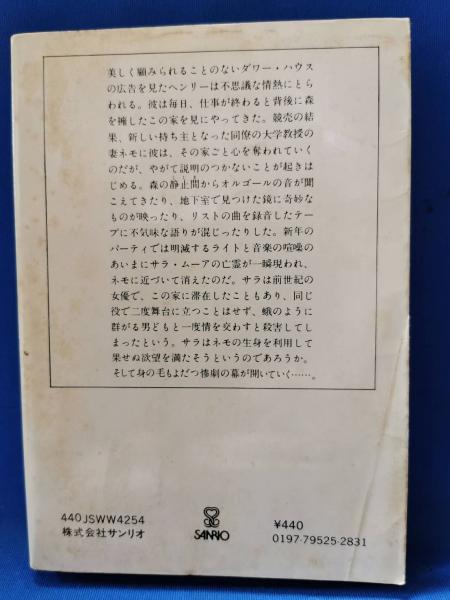 美しく顧みられることのないダワー・ハウス
の広告を見たヘンリーは不思議な情熱にとら
われる。彼は毎日、仕事が終わると背後に森
を擁したこの家を見にやってきた。競売の結
果、新しい持ち主となった同僚の大学教授の
妻ネモに彼は、その家ごと心を奪われていく
のだが、やがて説明のつかないことが起きは
じめる。森の静止間からオルゴールの音が聞
こえてきたり、地下室で見つけた鏡に奇妙な
ものが映ったり、リストの曲を録音したテー
プに不気味な語りが混じったりした。新年の
パーティでは明滅するライトと音楽の喧噪の
あいまにサラ・ムーアの亡霊が一瞬現われ、
ネモに近づいて消えたのだ。サラは前世紀の
女優で、この家に滞在したこともあり、同じ
役で二度舞台に立つことはせず、蛾のように
群がる男どもと一度情を交わすと殺害してし
まったという。サラはネモの生身を利用して
果せぬ欲望を満たそうというのであろうか。
そして身の毛もよだつ惨劇の幕が開いていく……。
440 JSWW4254
株式会社サンリオ
SANRIO
¥440
0197-79525-2831